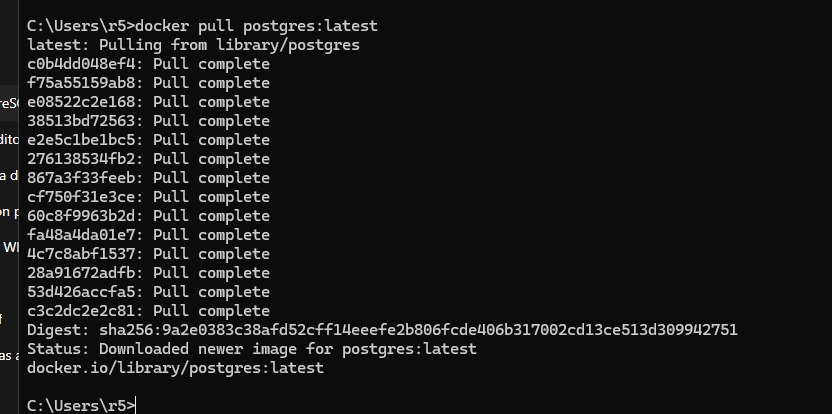 C:\Users\r5>docker pull postgres:latest
latest: Pulling from library/postgres
c0b4dd048ef4: Pull complete
f75a55159ab8: Pull complete
e08522c2e168: Pull complete
38513bd72563: Pull complete
e2e5c1be1bc5: Pull complete
276138534fb2: Pull complete
867a3f33feeb: Pull complete
cf750f31e3ce: Pull complete
60c8f9963b2d: Pull complete
fa48a4da01e7: Pull complete
4c7c8abf1537: Pull complete
28a91672adfb: Pull complete
53d426accfa5: Pull complete
c3c2dc2e2c81: Pull complete
Digest: sha256:9a2e0383c38afd52cff14eeefe2b806fcde406b317002cd13ce513d309942751
Status: Downloaded newer image for postgres:latest
docker.io/library/postgres:latest
C:\Users\r5>